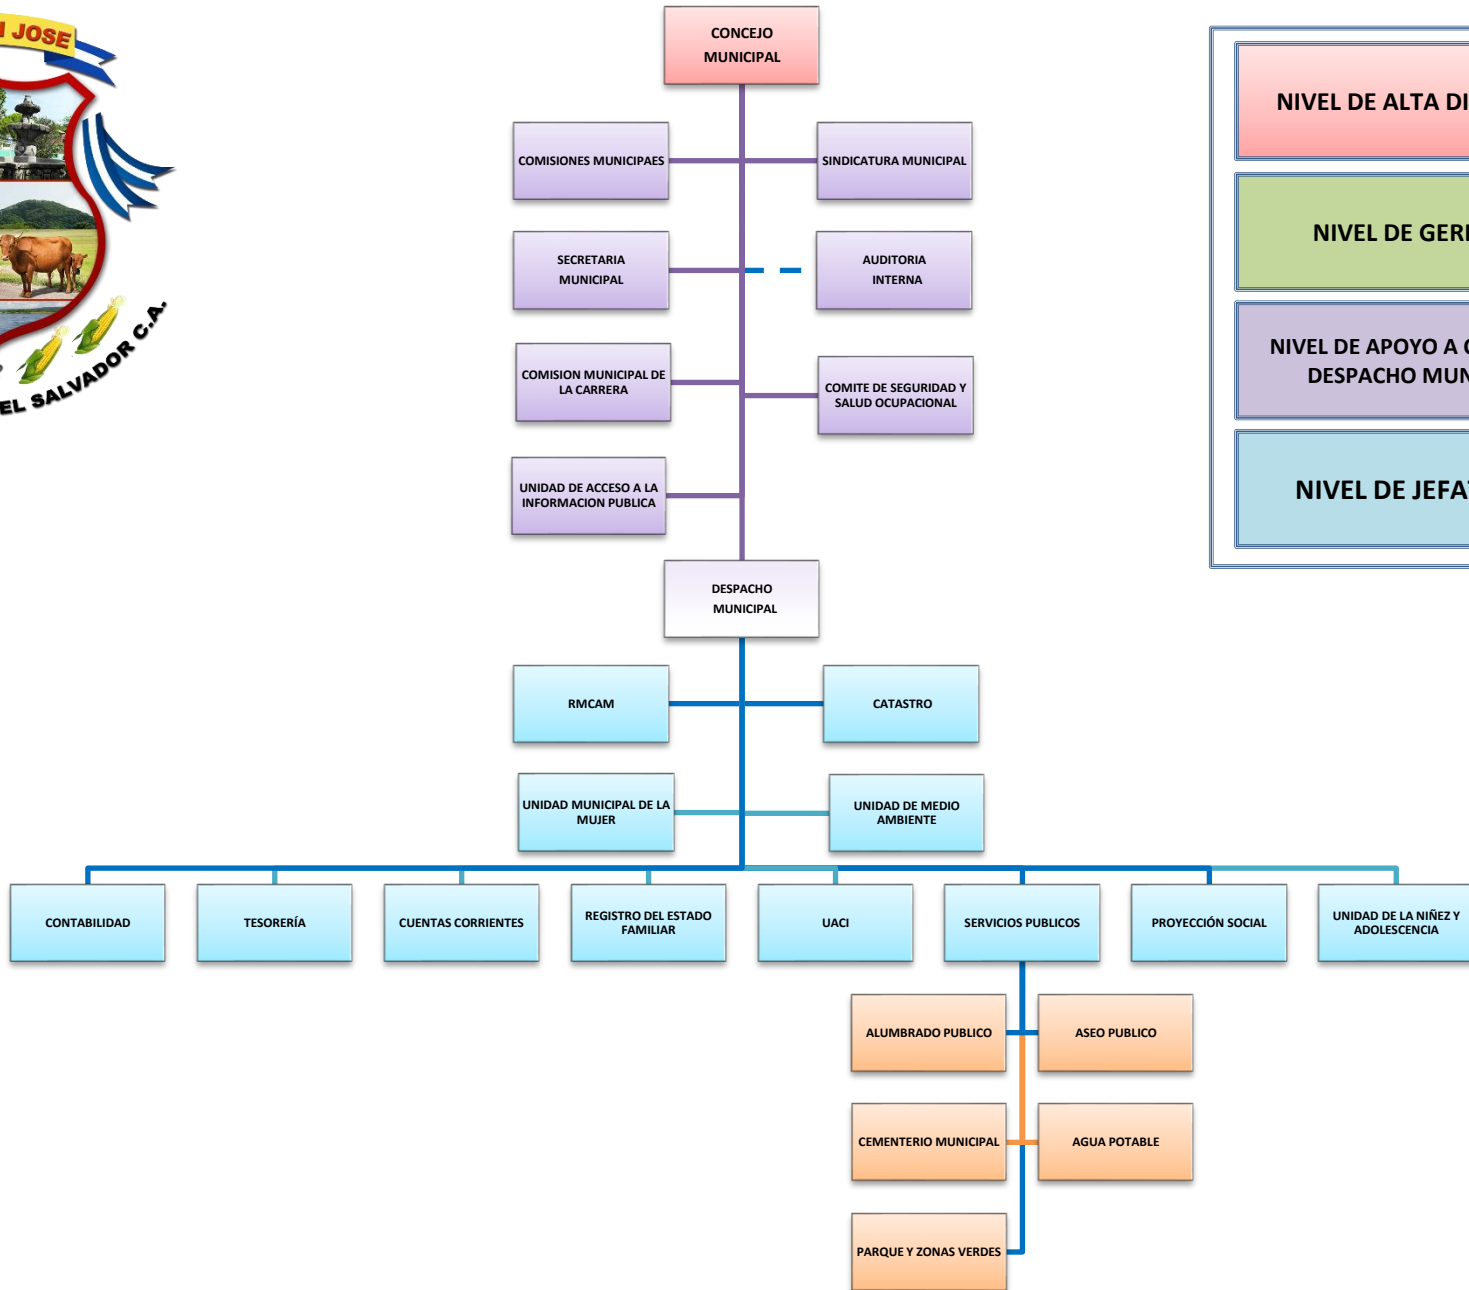 JOSE
EL SALVADOR C.A.
CONCEJO
MUNICIPAL
COMISIONES MUNICIPAES
SINDICATURA MUNICIPAL
SECRETARIA
MUNICIPAL
AUDITORIA
INTERNA
COMISION MUNICIPAL DE
LA CARRERA
COMITE DE SEGURIDAD Y
SALUD OCUPACIONAL
UNIDAD DE ACCESO A LA
INFORMACION PUBLICA
DESPACHO
MUNICIPAL
RMCAM
CATASTRO
UNIDAD MUNICIPAL DE LA
MUJER
UNIDAD DE MEDIO
AMBIENTE
CONTABILIDAD
TESORERÍA
CUENTAS CORRIENTES
REGISTRO DEL ESTADO
FAMILIAR
UACI
SERVICIOS PUBLICOS
PROYECCIÓN SOCIAL
UNIDAD DE LA NIÑEZ Y
ADOLESCENCIA
ALUMBRADO PUBLICO
ASEO PUBLICO
CEMENTERIO MUNICIPAL
AGUA POTABLE
PARQUE Y ZONAS VERDES
NIVEL DE ALTA DI
NIVEL DE GER
NIVEL DE APOYO A
DESPACHO MUN
NIVEL DE JEFA